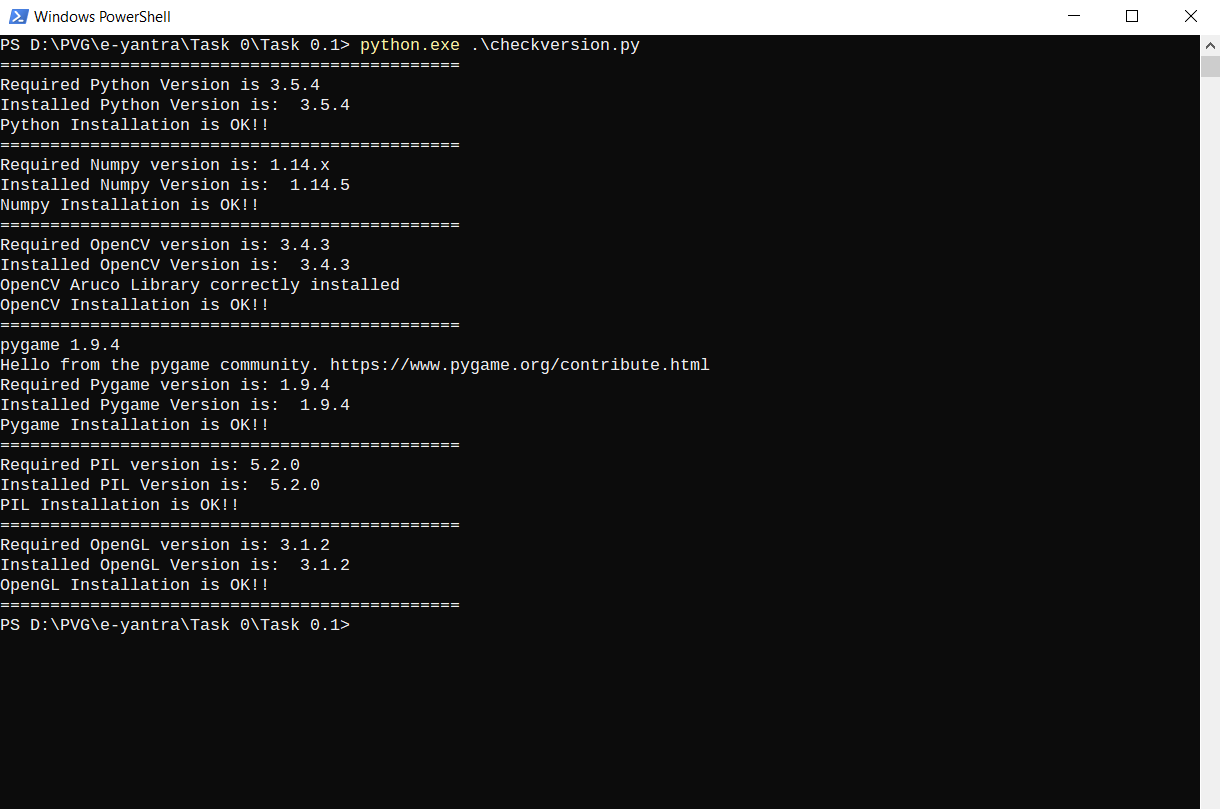 Windows PowerShell
PS D:\PVG\e-yantra\Task 0\Task 0.1> python.exe .\checkversion.py
==============================================
Required Python Version is 3.5.4
Installed Python Version is:  3.5.4
Python Installation is OK!!
==============================================
Required Numpy version is: 1.14.x
Installed Numpy Version is:  1.14.5
Numpy Installation is OK!!
==============================================
Required OpenCV version is: 3.4.3
Installed OpenCV Version is:  3.4.3
OpenCV Aruco Library correctly installed
OpenCV Installation is OK!!
==============================================
pygame 1.9.4
Hello from the pygame community. https://www.pygame.org/contribute.html
Required Pygame version is: 1.9.4
Installed Pygame Version is:  1.9.4
Pygame Installation is OK!!
==============================================
Required PIL version is: 5.2.0
Installed PIL Version is:  5.2.0
PIL Installation is OK!!
==============================================
Required OpenGL version is: 3.1.2
Installed OpenGL Version is:  3.1.2
OpenGL Installation is OK!!
==============================================
PS D:\PVG\e-yantra\Task 0\Task 0.1>